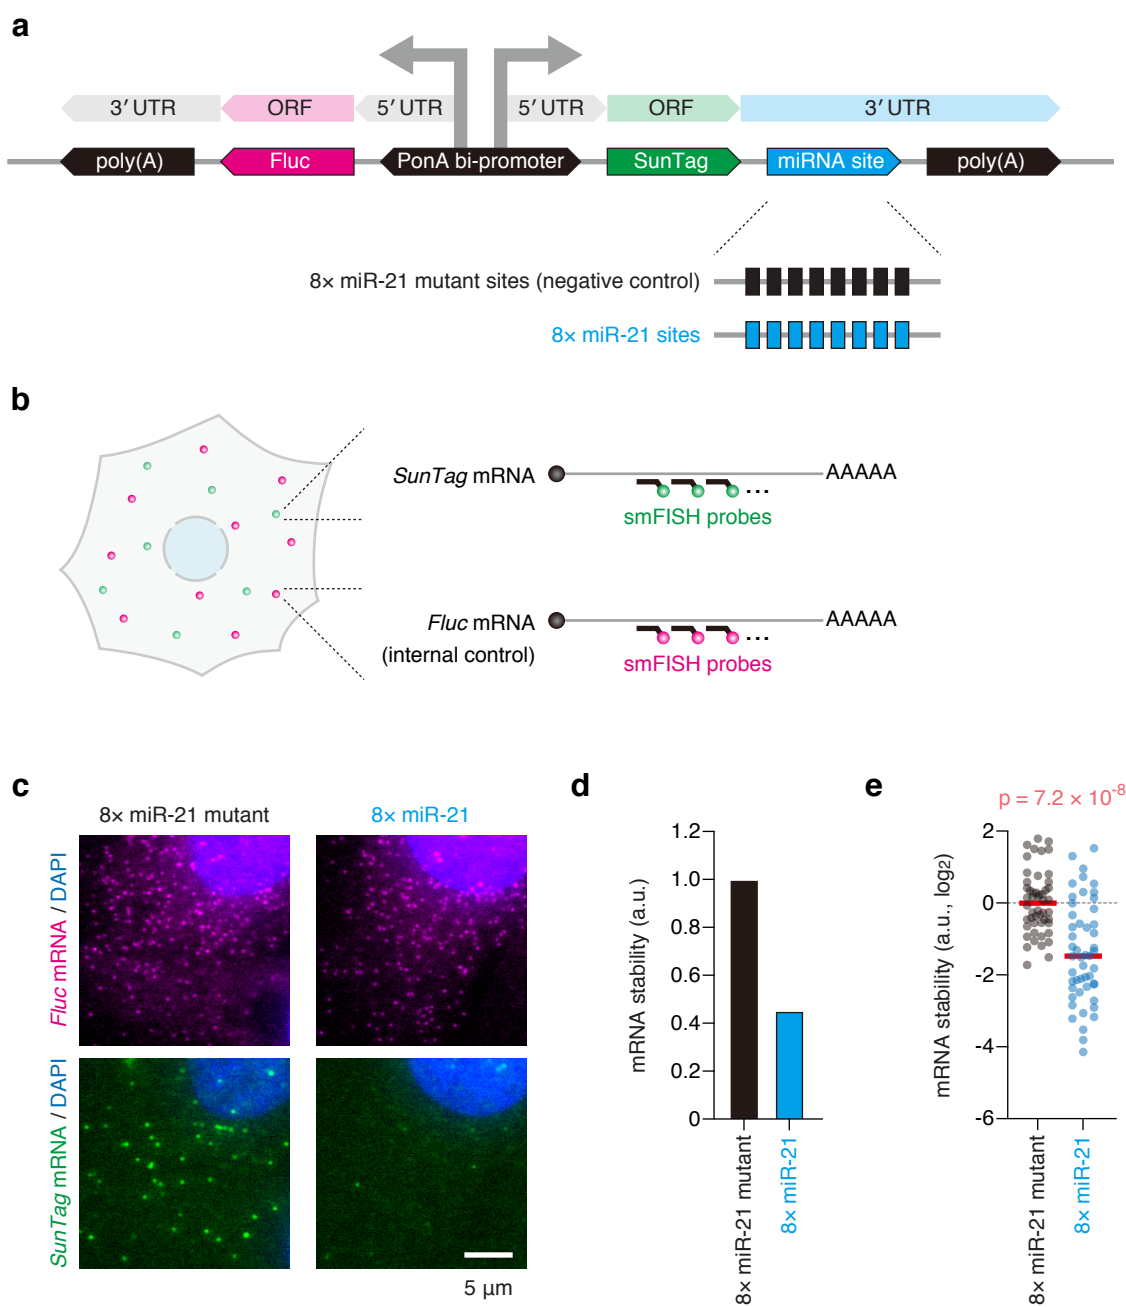 a
3′ UTR ORF 5′ UTR 5′ UTR ORF 3′ UTR
poly(A) Fluc PonA bi-promoter SunTag miRNA site poly(A)
8× miR-21 mutant sites (negative control)
8× miR-21 sites
b
SunTag mRNA AAAAA
smFISH probes
Fluc mRNA AAAAA
(internal control)
smFISH probes
c
8× miR-21 mutant 8× miR-21
Fluc mRNA / DAPI
SunTag mRNA / DAPI
5 µm
d
mRNA stability (a.u.)
1.2
1.0
0.8
0.6
0.4
0.2
0
8× miR-21 mutant
8× miR-21
e
p = 7.2 × 10-8
mRNA stability (a.u., log2)
2
0
-2
-4
-6
8× miR-21 mutant
8× miR-21